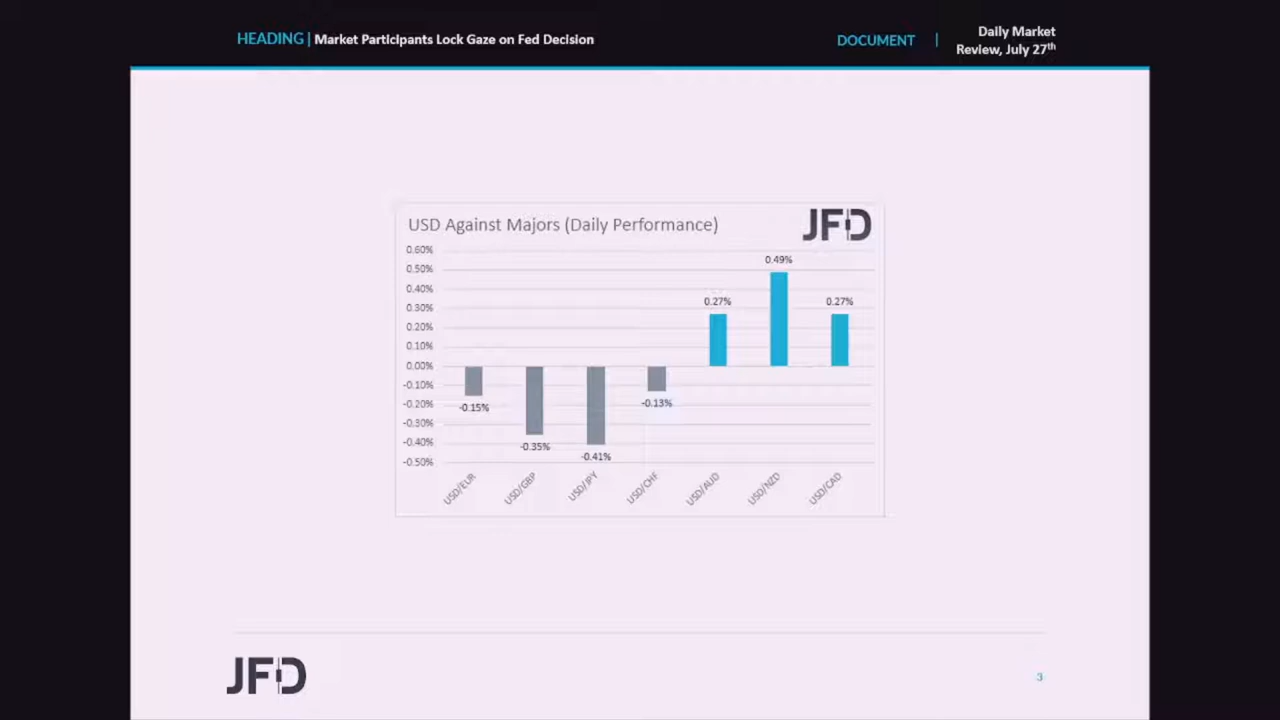 HEADING | Market Participants Lock Gaze on Fed Decision
DOCUMENT | Daily Market
Review, July 27th
USD Against Majors (Daily Performance)
JFD
0.60%
0.50%
0.40%
0.30%
0.20%
0.10%
0.00%
-0.10%
-0.20%
-0.30%
-0.40%
-0.50%
-0.15%
-0.35%
-0.41%
-0.13%
0.27%
0.49%
0.27%
USD/EUR
USD/GBP
USD/JPY
USD/CHF
USD/AUD
USD/NZD
USD/CAD
JFD
3